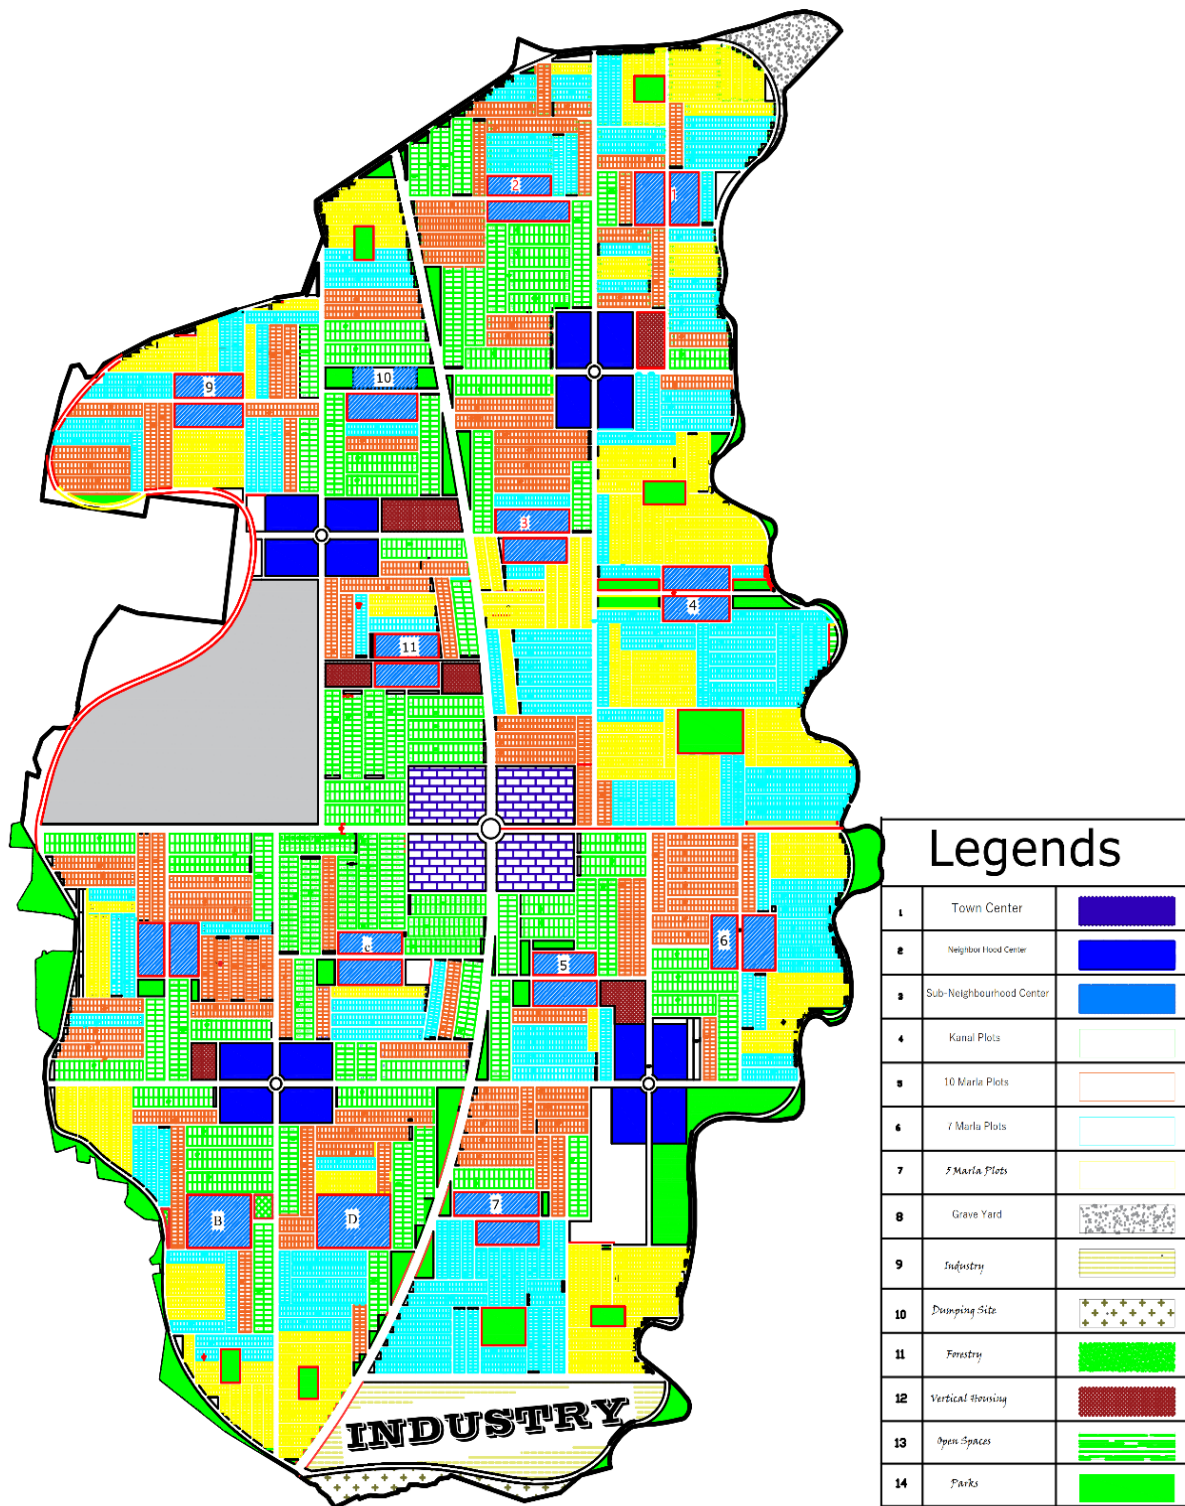 2
1
9
10
3
4
11
6
c
5
B
D
7
INDUSTRY
Legends
1 Town Center
2 Neighbor Hood Center
3 Sub-Neighbourhood Center
4 Kanal Plots
5 10 Marla Plots
6 7 Marla Plots
7 5 Marla Plots
8 Grave Yard
9 Industry
10 Dumping Site
11 Forestry
12 Vertical Housing
13 Open Spaces
14 Parks